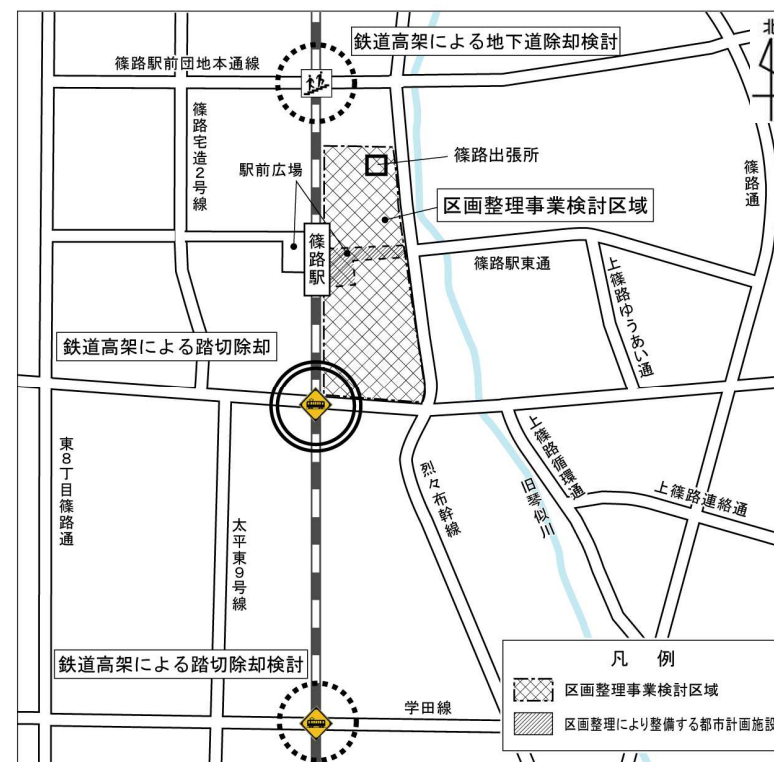 北
鉄道高架による地下道除却検討
篠路駅前団地本通線
篠路宅造2号線
駅前広場
篠路出張所
区画整理事業検討区域
篠路通
篠路駅
篠路駅東通
上篠路ゆうあい通
鉄道高架による踏切除却
東8丁目篠路通
太平東9号線
烈々布幹線
旧琴似川
上篠路循環通
上篠路連絡通
鉄道高架による踏切除却検討
学田線
凡 例
区画整理事業検討区域
区画整理により整備する都市計画施設